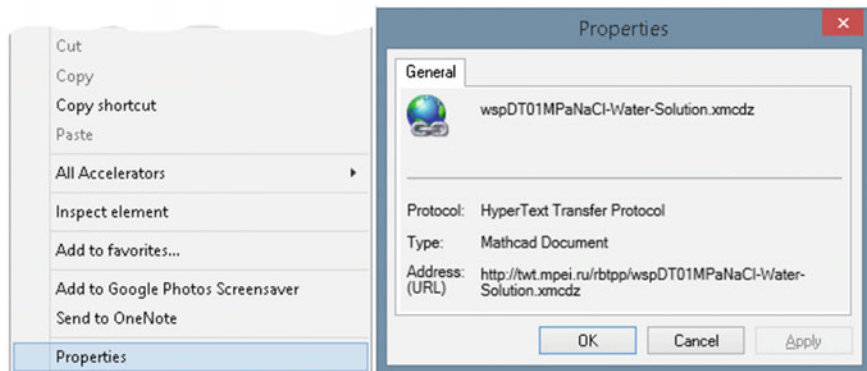 Cut
Copy
Copy shortcut
Paste
All Accelerators
Inspect element
Add to favorites...
Add to Google Photos Screensaver
Send to OneNote
Properties
Properties
General
wspDT01MPaNaCl-Water-Solution.xmcdz
Protocol: HyperText Transfer Protocol
Type: Mathcad Document
Address: http://twt.mpei.ru/rbtpp/wspDT01MPaNaCl-Water-
(URL) Solution.xmcdz
OK Cancel Apply